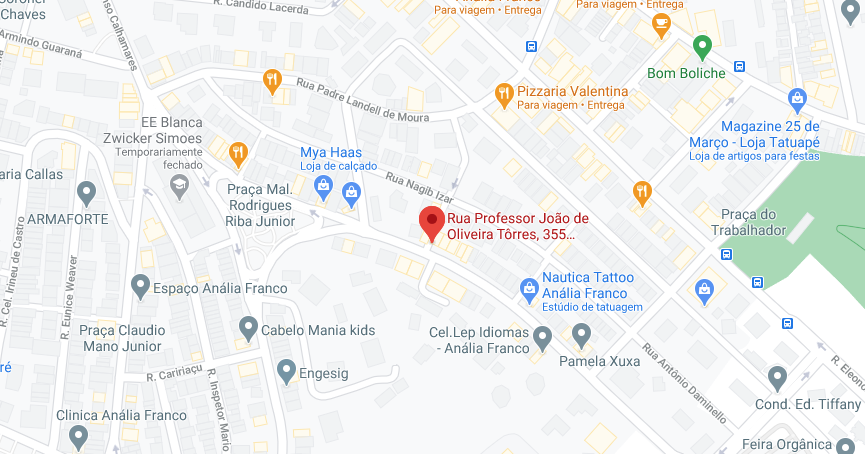 Coronel
Chaves
R. Candido Lacerda
Anália Franco
Para viagem • Entrega
Para viagem • Entrega
Armindo Guaraná
Bom Boliche
Rua Padre Landell de Moura
Pizzaria Valentina
Para viagem • Entrega
EE Blanca
Zwicker Simoes
Temporariamente
fechado
Magazine 25 de
Março - Loja Tatuapé
Loja de artigos para festas
Mya Haas
Loja de calçado
Rua Nagib Izar
aria Callas
ARMAFORTE
Praça Mal.
Rodrigues
Riba Junior
Rua Professor João de
Oliveira Tôrres, 355...
Praça do
Trabalhador
R. Cel. Irineu de Castro
R. Eunice Weaver
Espaço Anália Franco
Nautica Tattoo
Anália Franco
Estúdio de tatuagem
Praça Claudio
Mano Junior
Cabelo Mania kids
Cel.Lep Idiomas
- Anália Franco
Pamela Xuxa
R. Caririaçu
R. Inspetor Mario
Engesig
Rua Antônio Daminello
R. Eleono
Cond. Ed. Tiffany
Clinica Anália Franco
Feira Orgânica